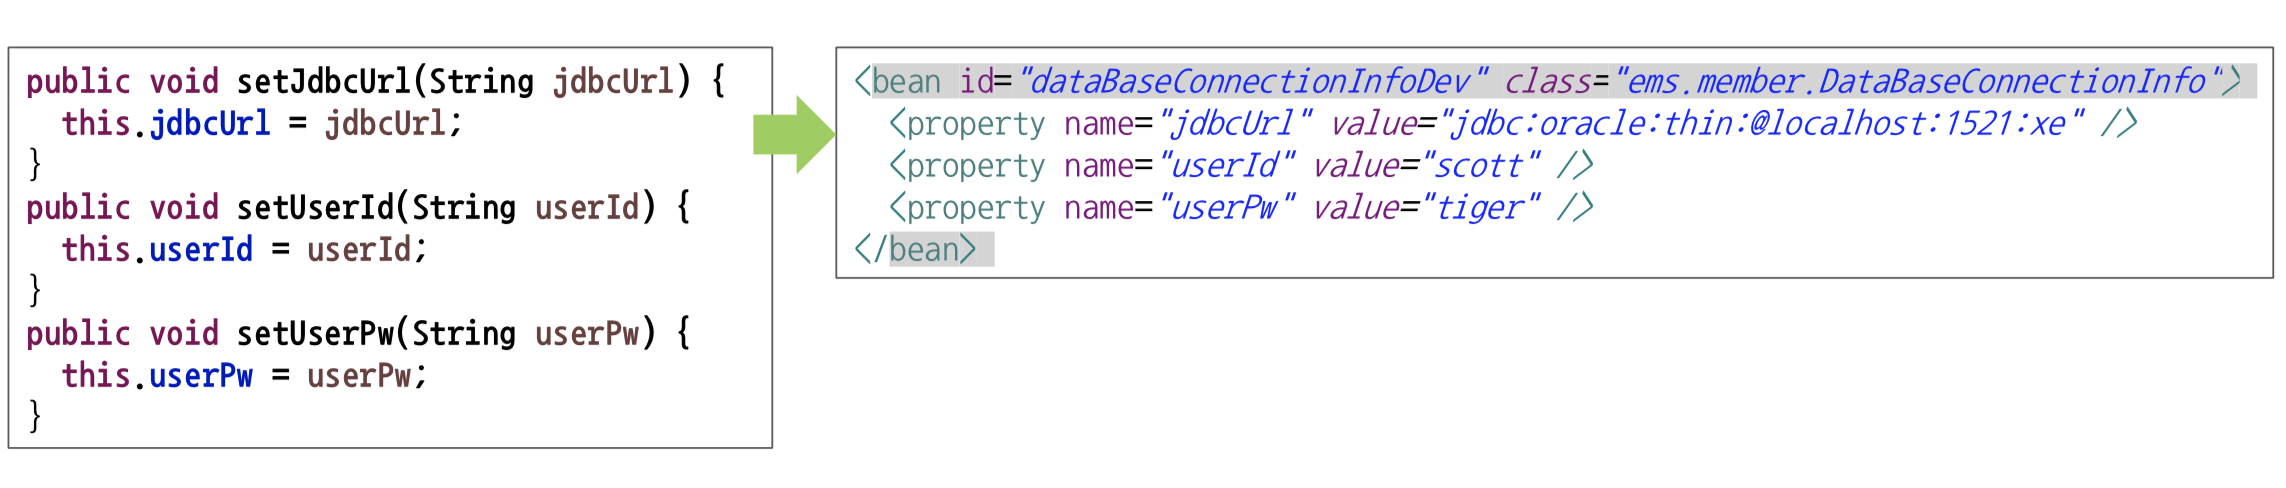 public void setJdbcUrl(String jdbcUrl) {
  this.jdbcUrl = jdbcUrl;
}
public void setUserId(String userId) {
  this.userId = userId;
}
public void setUserPw(String userPw) {
  this.userPw = userPw;
}
<bean id="dataBaseConnectionInfoDev" class="ems.member.DataBaseConnectionInfo">
  <property name="jdbcUrl" value="jdbc:oracle:thin:@localhost:1521:xe" />
  <property name="userId" value="scott" />
  <property name="userPw" value="tiger" />
</bean>